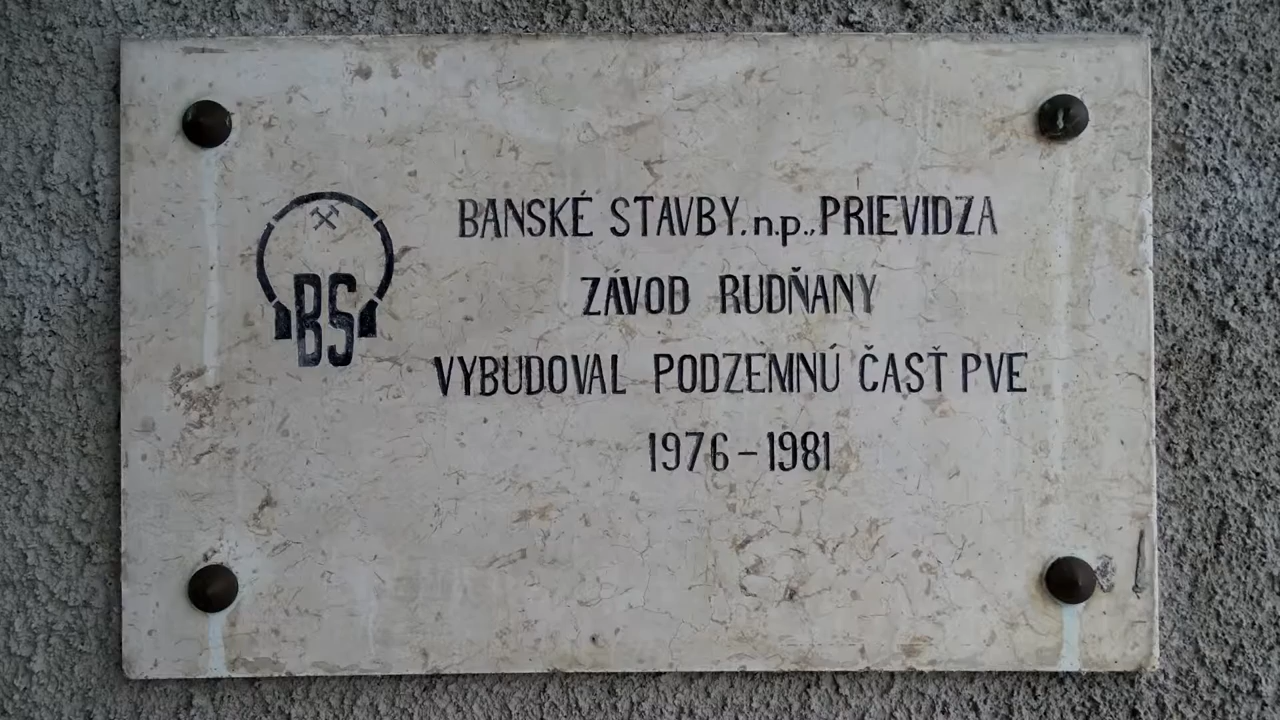 BS
BANSKÉ STAVBY.n.p..PRIEVIDZA
ZÁVOD RUDŇANY
VYBUDOVAL PODZEMNÚ ČASŤ PVE
1976-1981